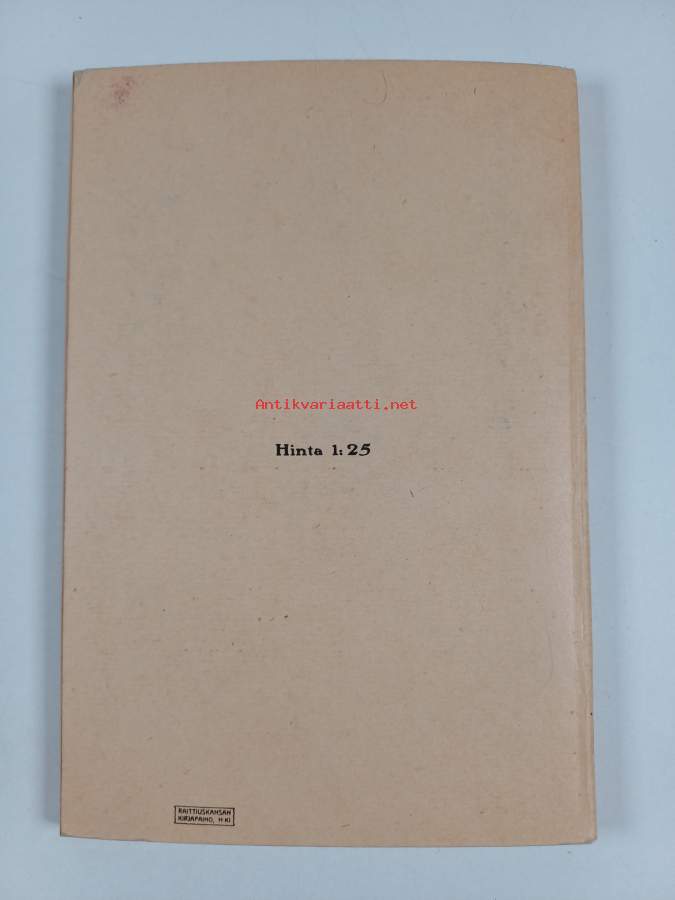 Antikvariaatti.net
Hinta 1: 25
RAITTIUSKANSAN
KIRJAPAINO, H:KI